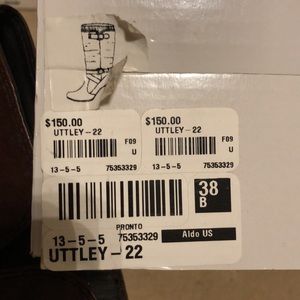 $150.00
UTTLEY-22
F09
U
13-5-5 75353329
$150.00
UTTLEY-22
F09
U
13-5-5 75353329
38
B
PRONTO
13-5-5 75353329
Aldo US
UTTLEY-22